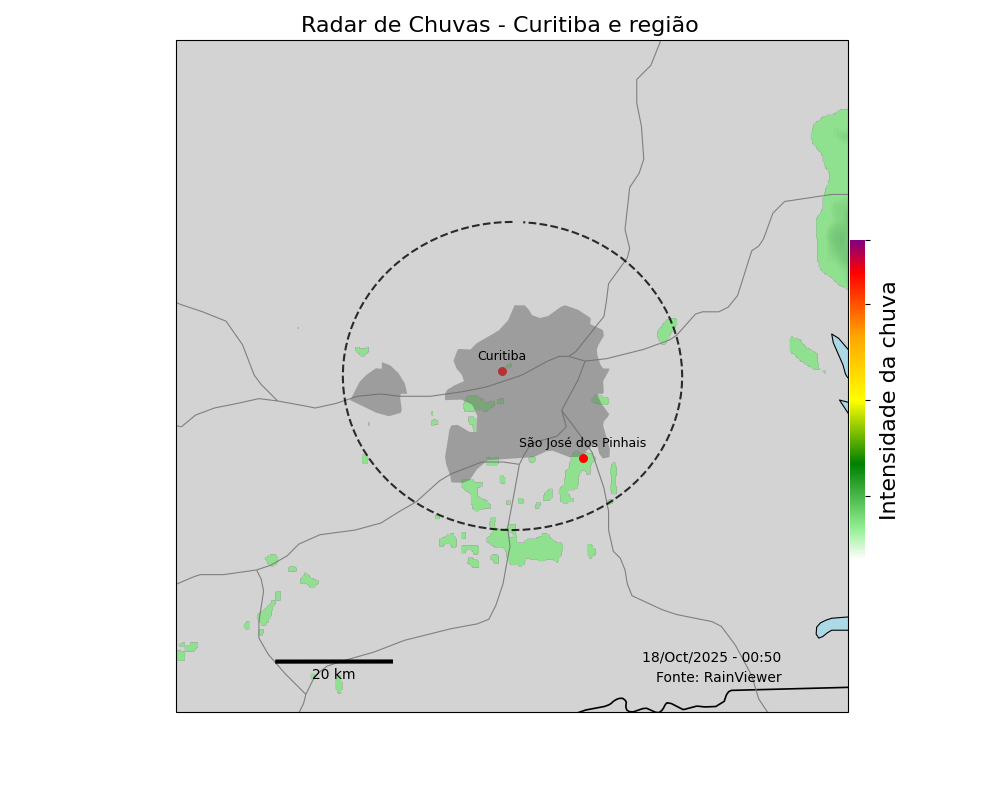 Radar de Chuvas - Curitiba e região
Curitiba
São José dos Pinhais
Intensidade da chuva
18/Oct/2025 - 00:50
Fonte: RainViewer
20 km